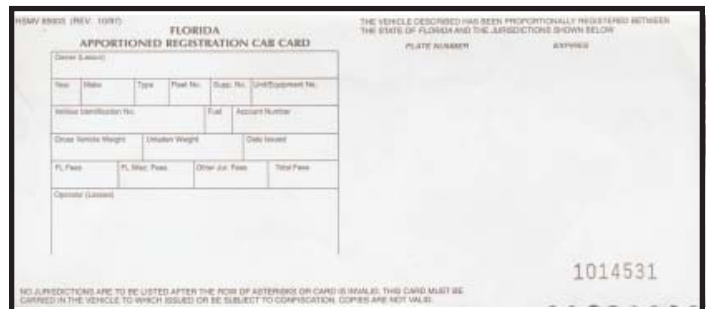 HSMV 85903 (REV. 10/97)
FLORIDA
APPORTIONED REGISTRATION CAB CARD
THE VEHICLE DESCRIBED HAS BEEN PROPORTIONALLY REGISTERED BETWEEN
THE STATE OF FLORIDA AND THE JURISDICTIONS SHOWN BELOW
PLATE NUMBER EXPIRES
Owner (Lessor)
Year Make Type Fleet No. Supp. No. Unit/Equipment No.
Vehicle Identification No. Fuel Account Number
Gross Vehicle Weight Unladen Weight Date Issued
FL Fees FL Misc. Fees Other Jur. Fees Total Fees
Operator (Lessee)
1014531
NO JURISDICTIONS ARE TO BE LISTED AFTER THE ROW OF ASTERISKS OR CARD IS INVALID. THIS CARD MUST BE
CARRIED IN THE VEHICLE TO WHICH ISSUED OR BE SUBJECT TO CONFISCATION. COPIES ARE NOT VALID.